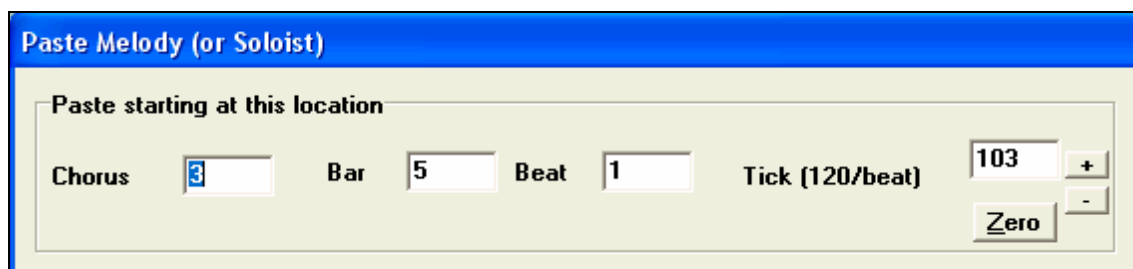 Paste Melody (or Soloist)
Paste starting at this location
Chorus 3 Bar 5 Beat 1 Tick (120/beat) 103 +
-
Zero